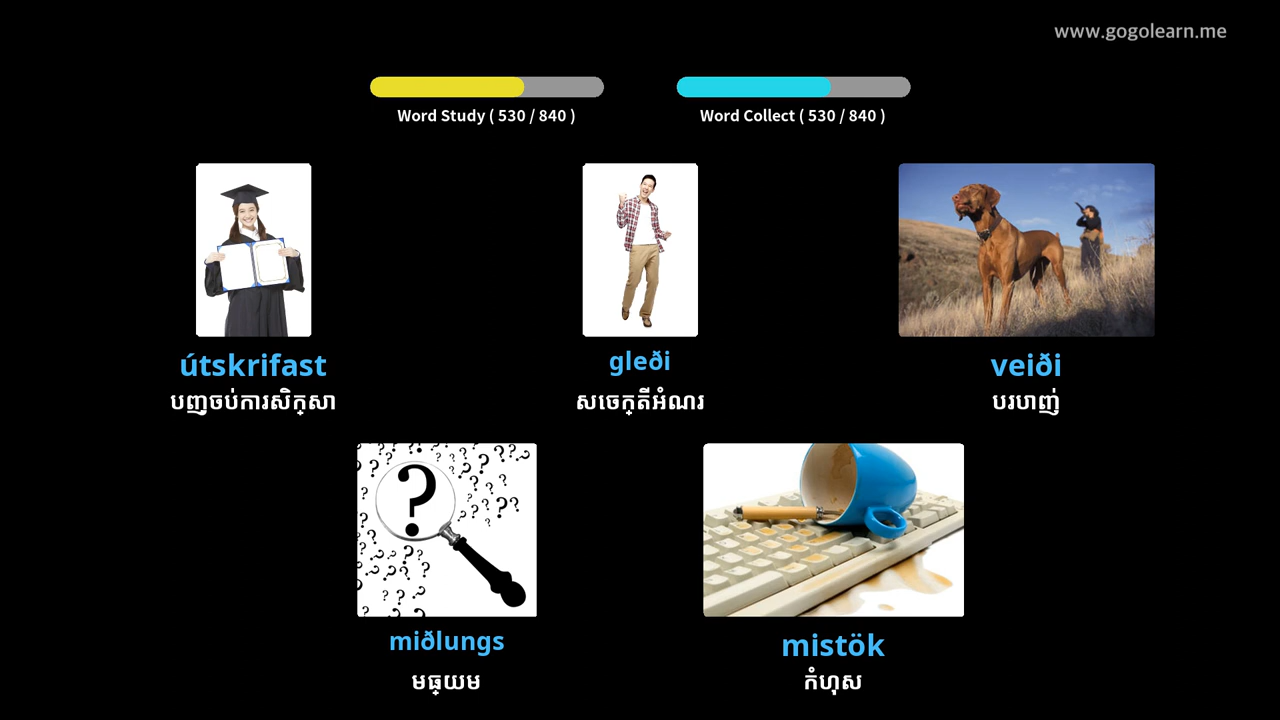 www.gogolearn.me
Word Study ( 530 / 840 )
Word Collect ( 530 / 840 )
útskrifast
បញ្ចប់ការសិក្សា
gleði
សេចក្តីអំណរ
veiði
បរបាញ់
miðlungs
មធ្យម
mistök
កំហុស